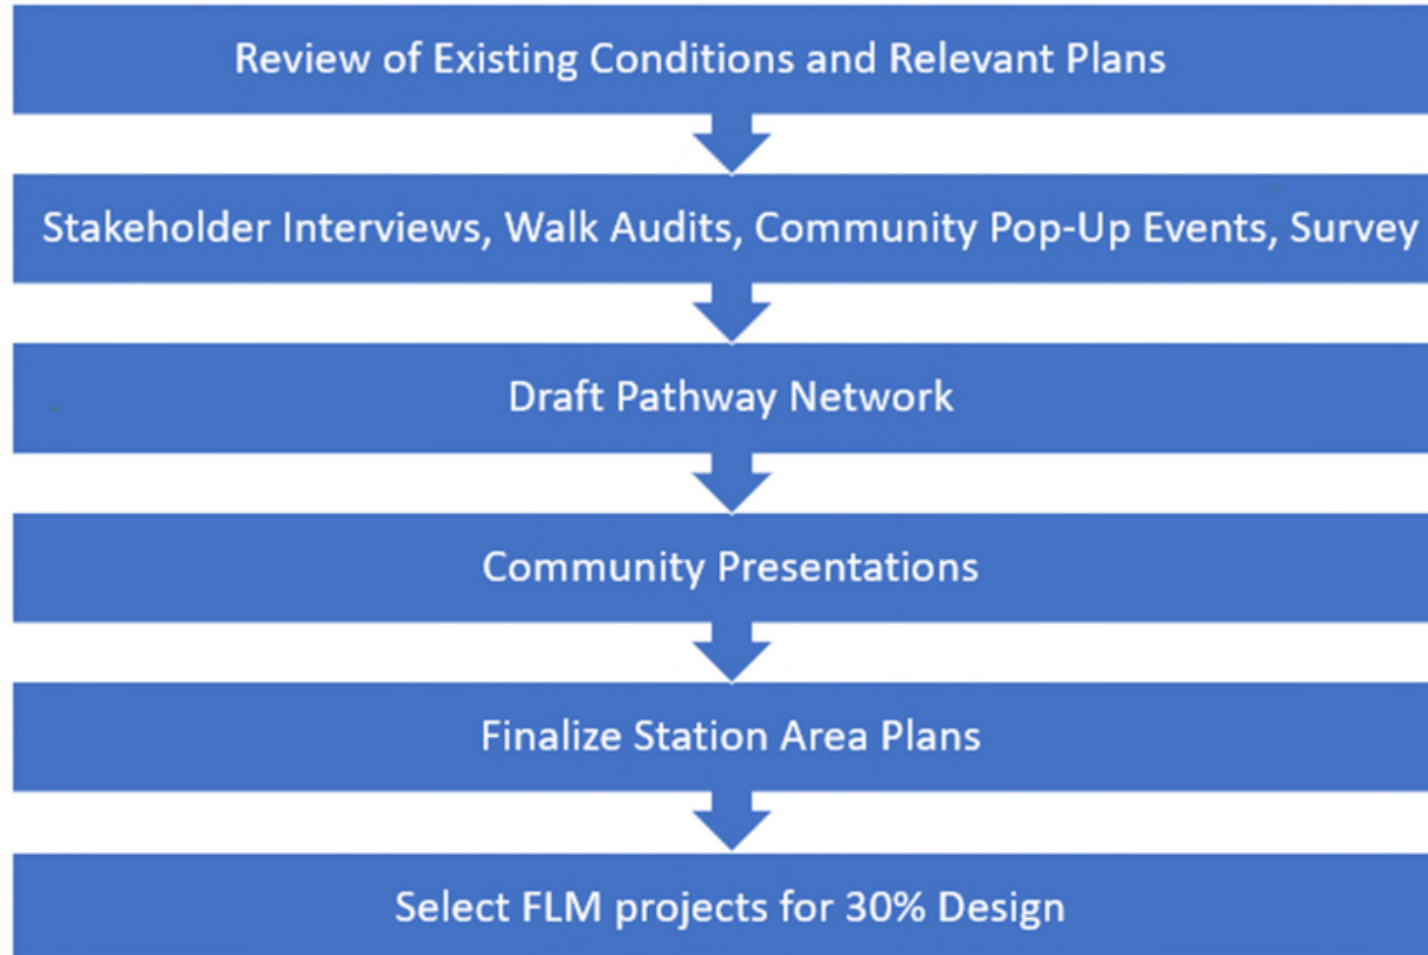 Review of Existing Conditions and Relevant Plans
Stakeholder Interviews, Walk Audits, Community Pop-Up Events, Survey
Draft Pathway Network
Community Presentations
Finalize Station Area Plans
Select FLM projects for 30% Design